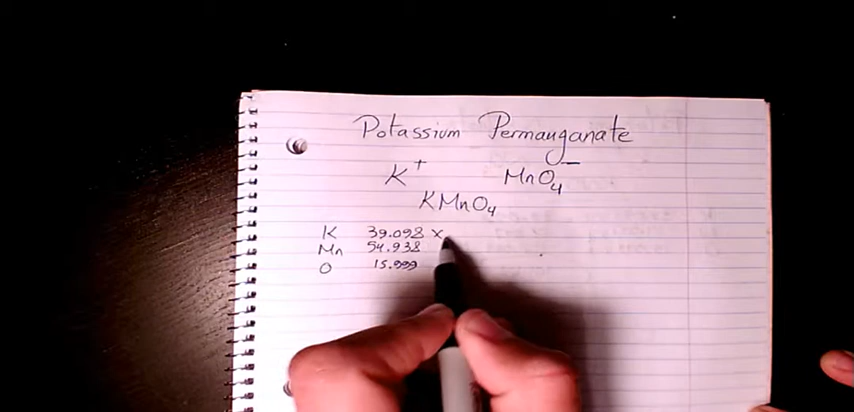 Potassium Permanganate
K⁺ MnO₄⁻
KMnO₄
K 39.098 ×
Mn 54.938
O 15.999